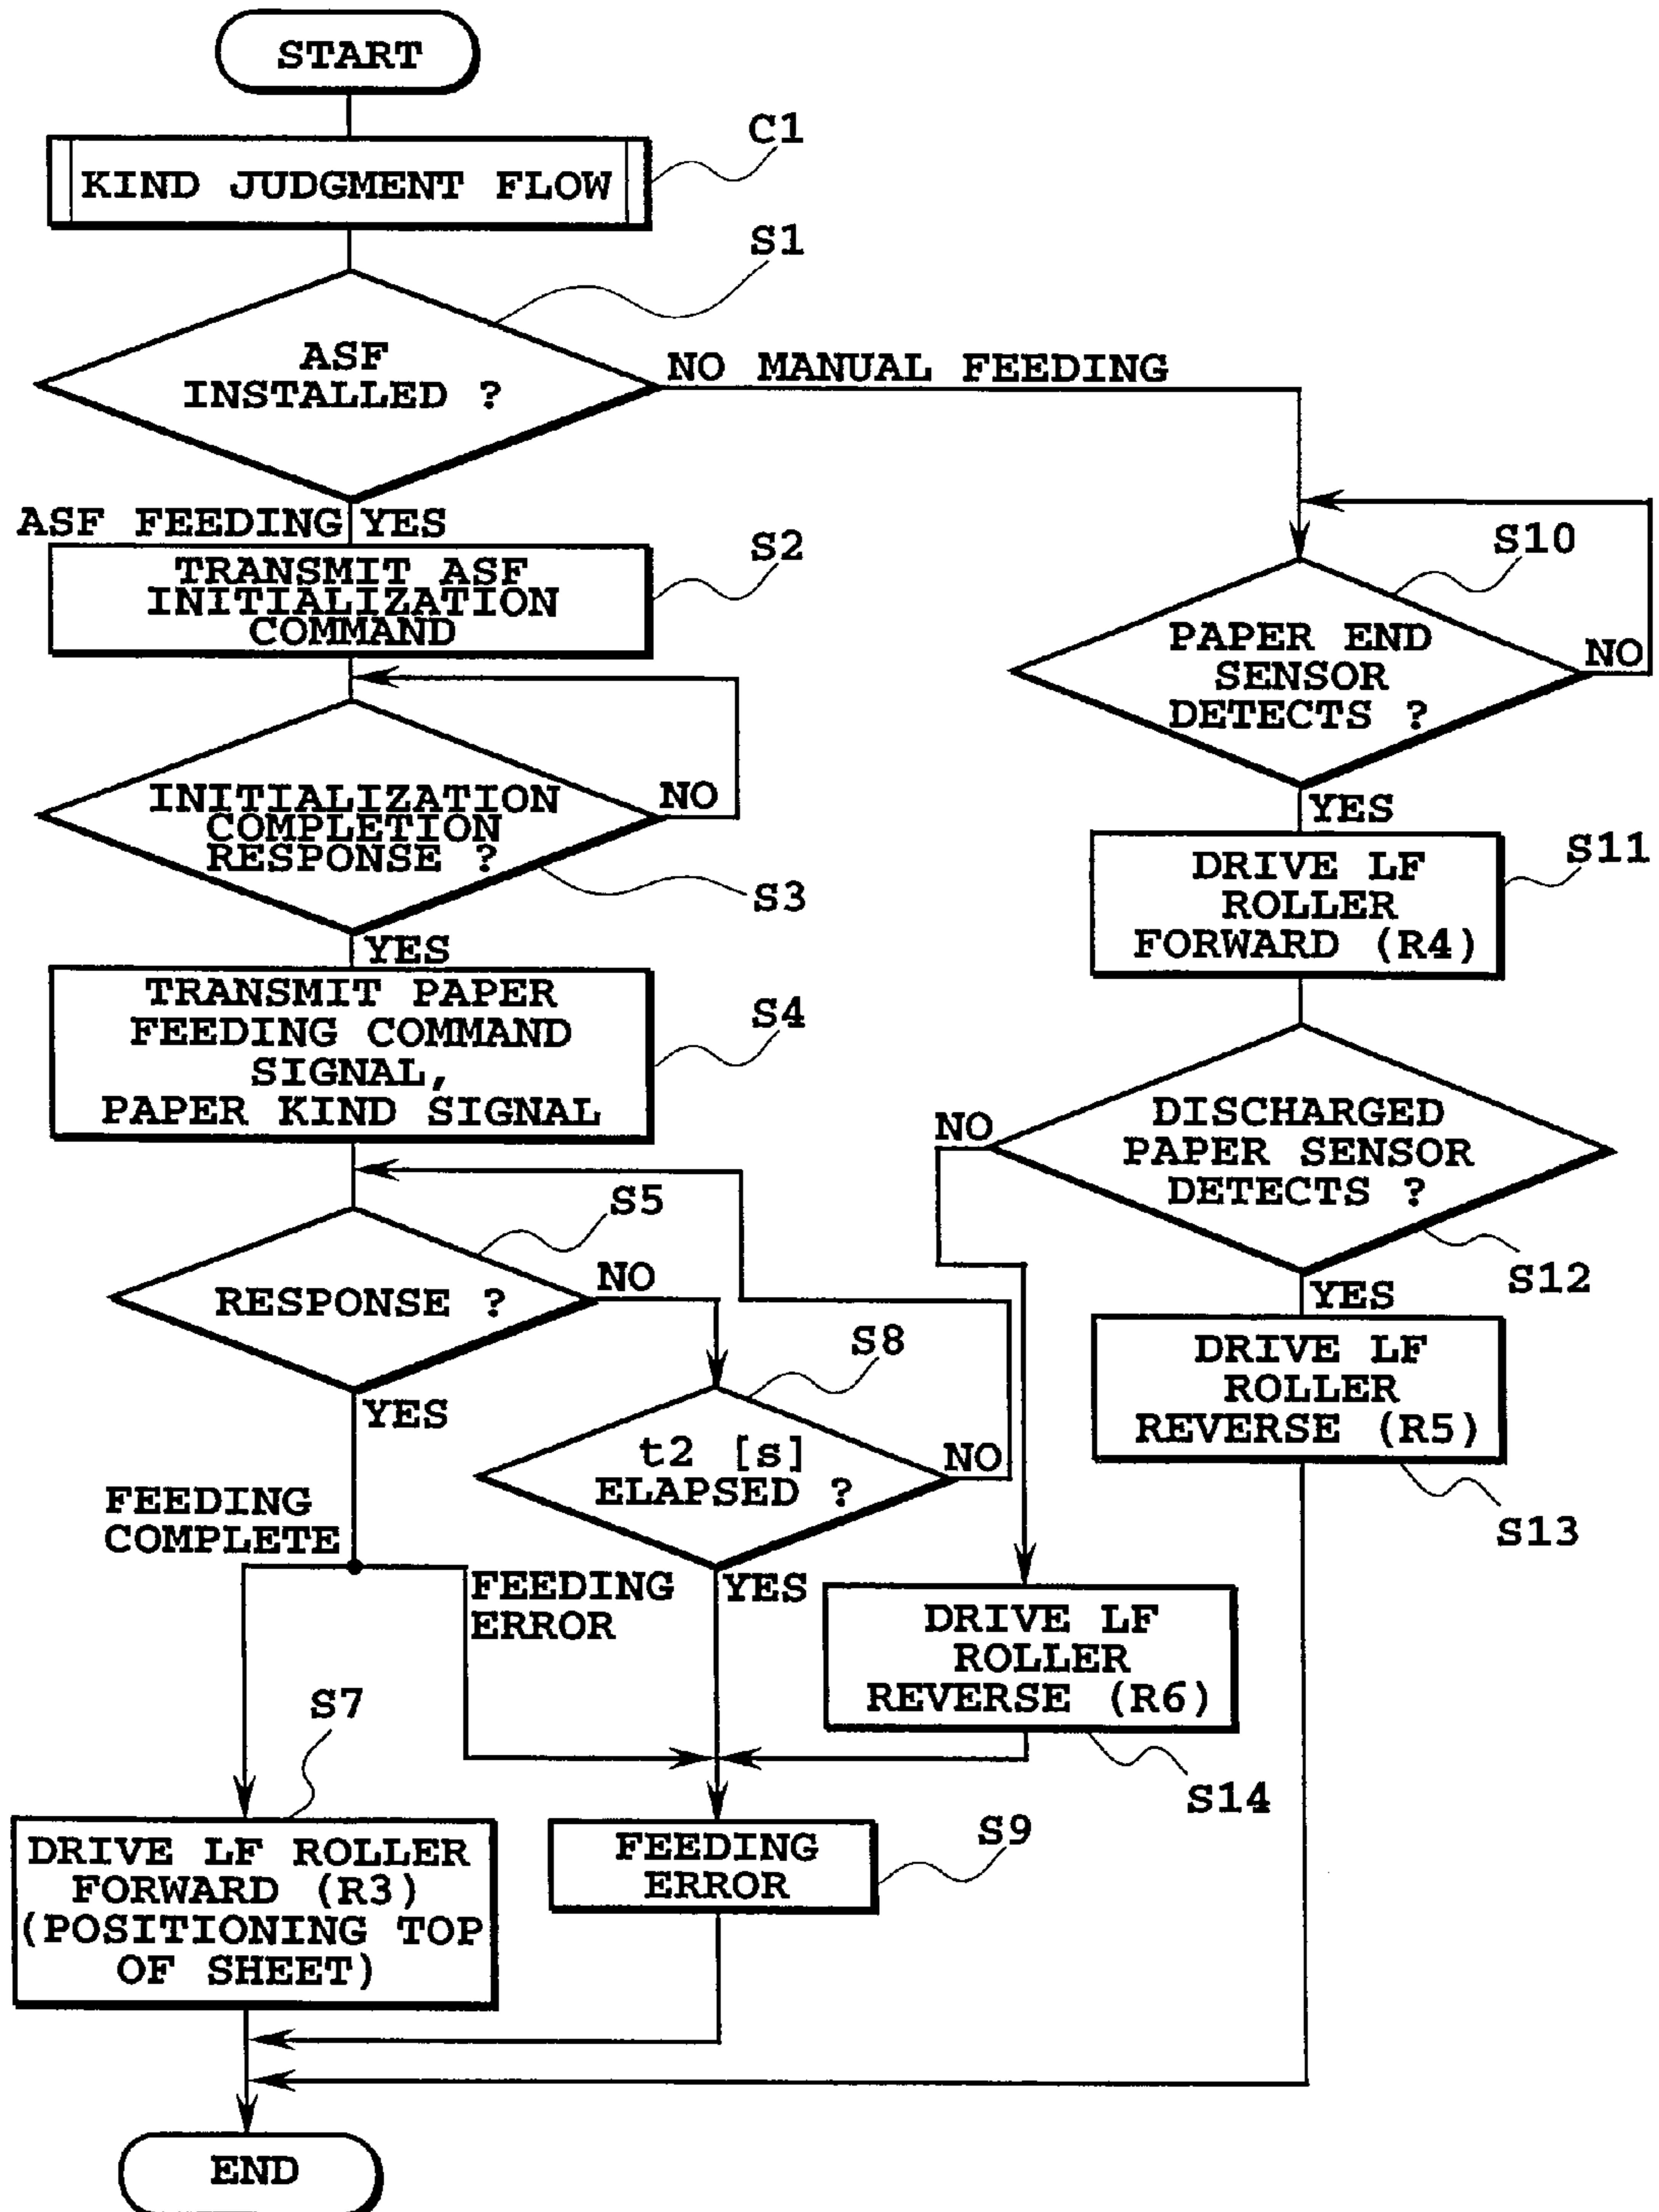 START
C1
KIND JUDGMENT FLOW
S1
ASF
INSTALLED ?
NO MANUAL FEEDING
ASF FEEDING YES
S2
TRANSMIT ASF
INITIALIZATION
COMMAND
INITIALIZATION
COMPLETION
RESPONSE ?
NO
S3
YES
TRANSMIT PAPER
FEEDING COMMAND
SIGNAL,
PAPER KIND SIGNAL
S4
S5
RESPONSE ?
NO
YES
S8
t2 [s]
ELAPSED ?
NO
YES
FEEDING
COMPLETE
FEEDING
ERROR
S7
DRIVE LF ROLLER
FORWARD (R3)
(POSITIONING TOP
OF SHEET)
FEEDING
ERROR
S9
S10
PAPER END
SENSOR
DETECTS ?
NO
YES
S11
DRIVE LF
ROLLER
FORWARD (R4)
NO
DISCHARGED
PAPER SENSOR
DETECTS ?
S12
YES
DRIVE LF
ROLLER
REVERSE (R5)
S13
DRIVE LF
ROLLER
REVERSE (R6)
S14
END